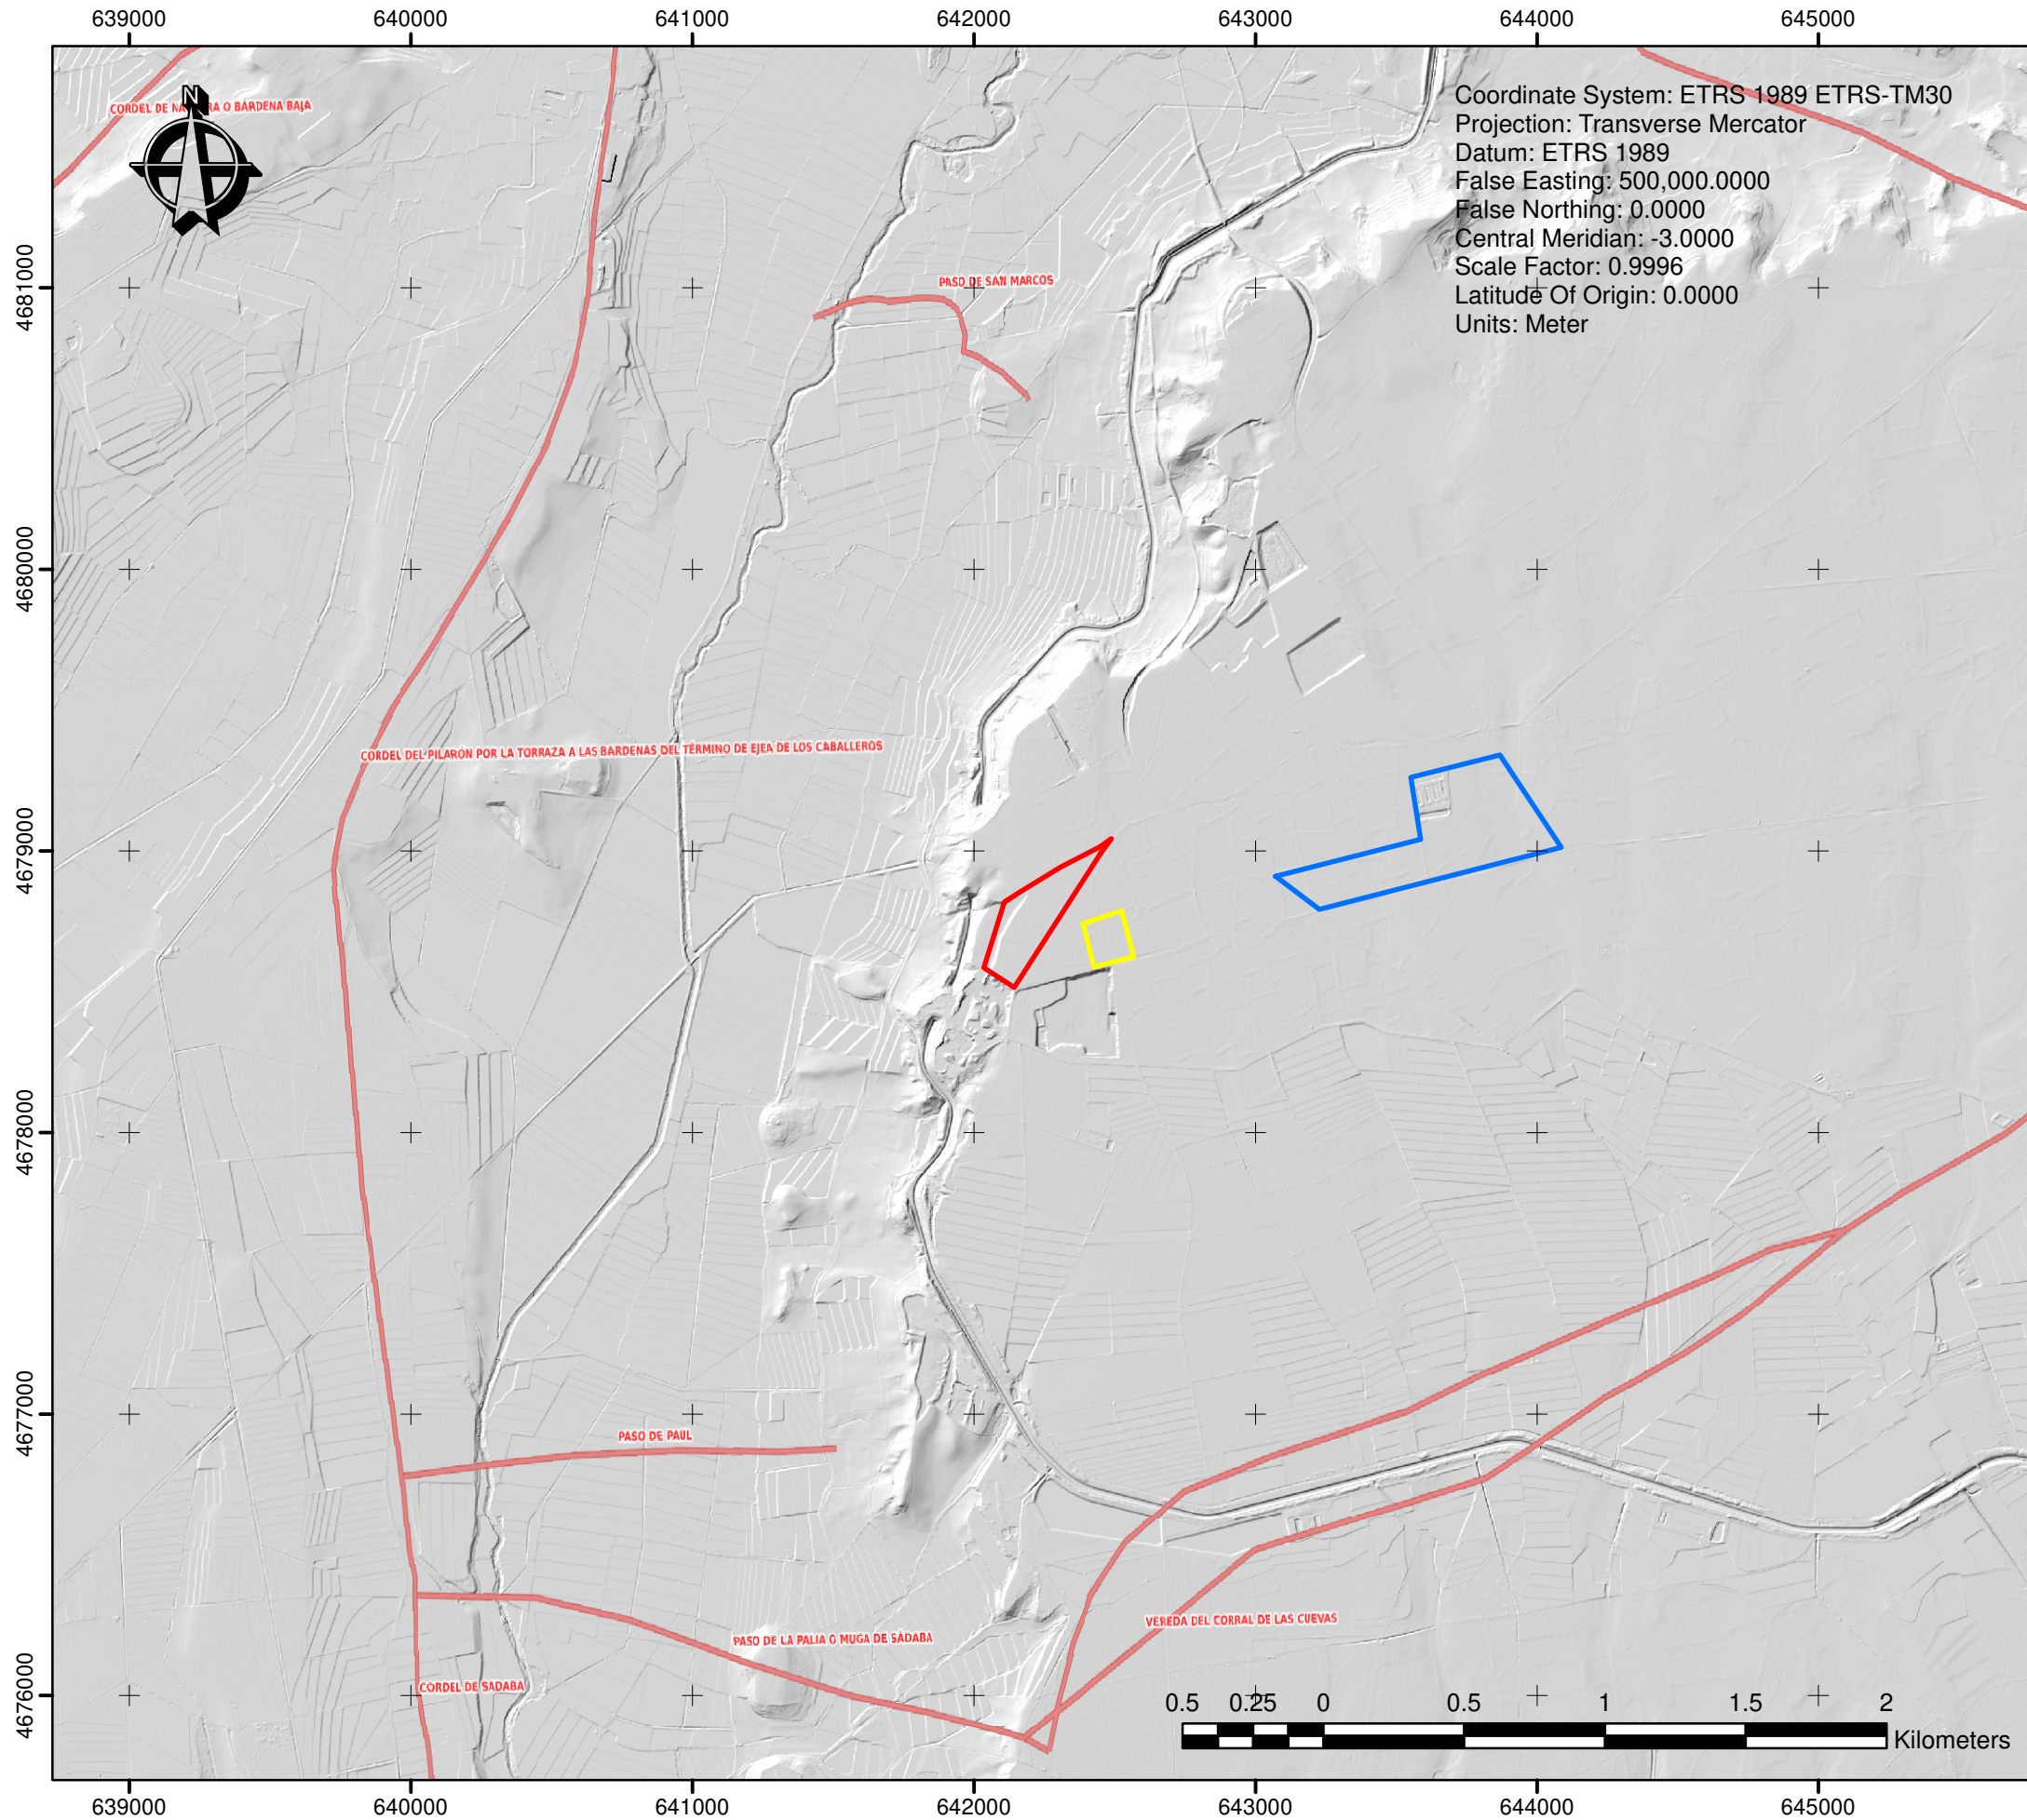 639000 640000 641000 642000 643000 644000 645000
N
CORDEL DE NA RA O BARDENA BAJA
Coordinate System: ETRS 1989 ETRS-TM30
Projection: Transverse Mercator
Datum: ETRS 1989
False Easting: 500,000.0000
False Northing: 0.0000
Central Meridian: -3.0000
Scale Factor: 0.9996
Latitude Of Origin: 0.0000
Units: Meter
4681000
PASO DE SAN MARCOS
4680000
CORDEL DEL PILARÓN POR LA TORRAZA A LAS BARDENAS DEL TÉRMINO DE EJEA DE LOS CABALLEROS
4679000
4678000
4677000
PASO DE PAUL
VEREDA DEL CORRAL DE LAS CUEVAS
PASO DE LA PALIA O MUGA DE SÁDABA
CORDEL DE SADABA
4676000
0.5 0.25 0 0.5 1 1.5 2
Kilometers
639000 640000 641000 642000 643000 644000 645000